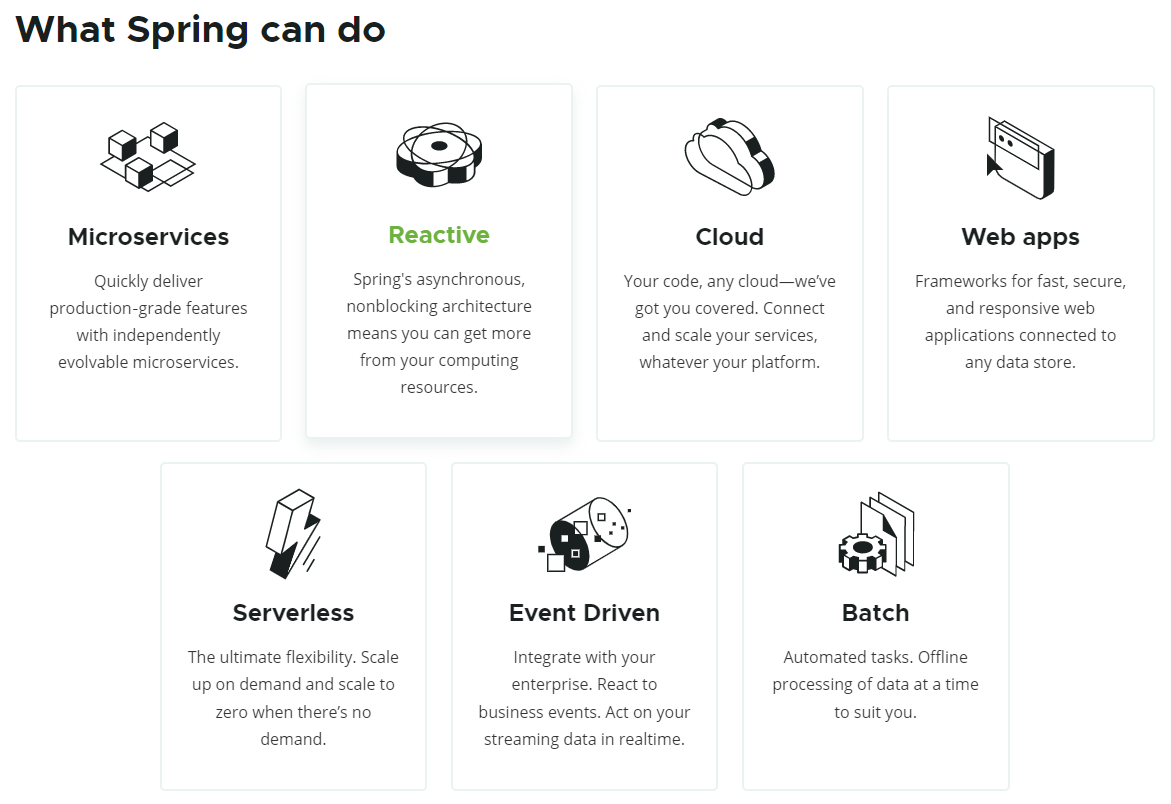 What Spring can do
Microservices
Quickly deliver
production-grade features
with independently
evolvable microservices.
Reactive
Spring's asynchronous,
nonblocking architecture
means you can get more
from your computing
resources.
Cloud
Your code, any cloud—we’ve
got you covered. Connect
and scale your services,
whatever your platform.
Web apps
Frameworks for fast, secure,
and responsive web
applications connected to
any data store.
Serverless
The ultimate flexibility. Scale
up on demand and scale to
zero when there’s no
demand.
Event Driven
Integrate with your
enterprise. React to
business events. Act on your
streaming data in realtime.
Batch
Automated tasks. Offline
processing of data at a time
to suit you.